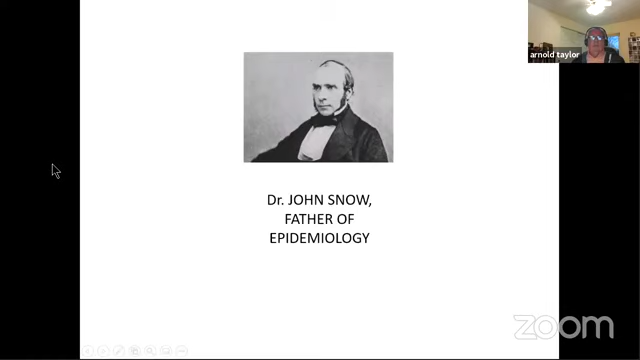 arnold taylor
Dr. JOHN SNOW,
FATHER OF
EPIDEMIOLOGY
zoom